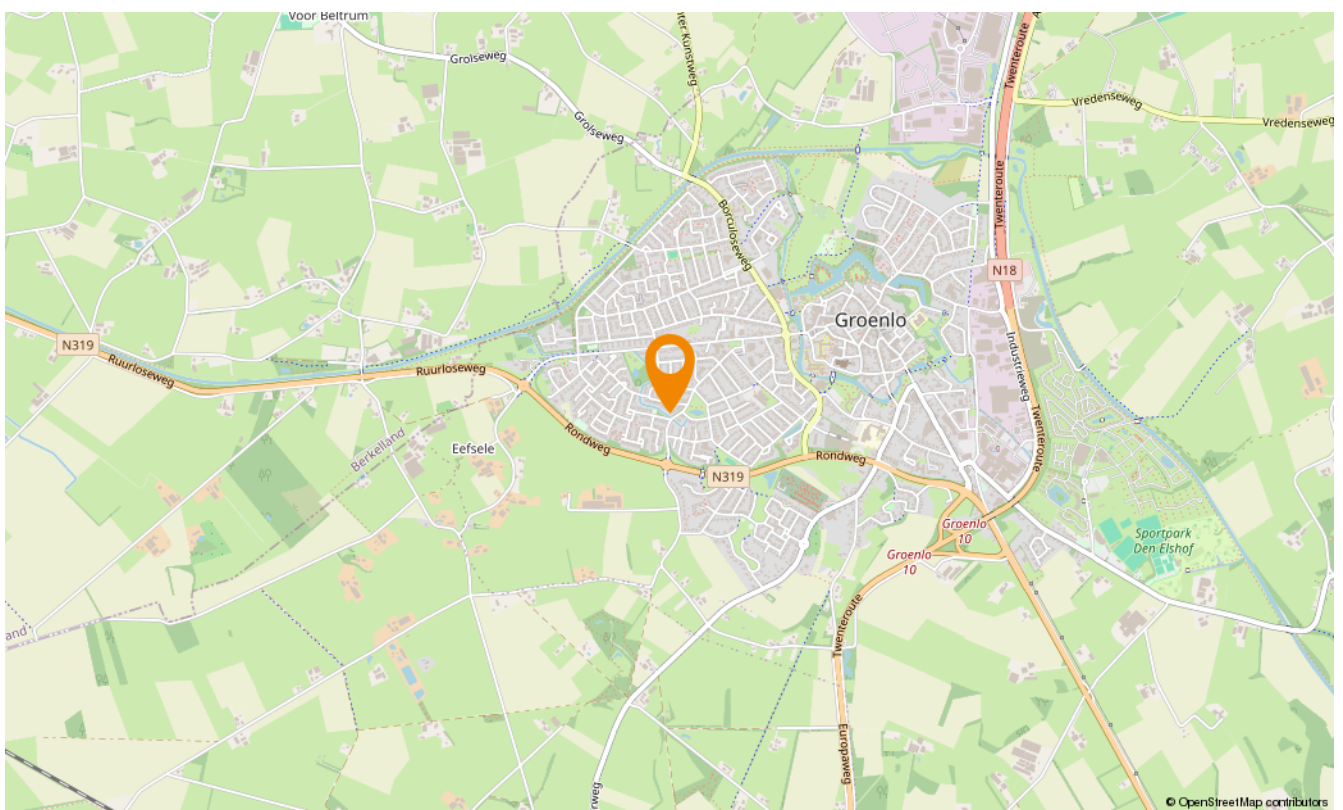 Voor Beltrum
Grolseweg
Grolseweg
Twenteroute
Vredenseweg
Vredenseweg
Borculoseweg
Twenteroute
N18
Groenlo
N319
Ruurloseweg
Ruurloseweg
Industrieweg
Twenteroute
Berkelland
Eefsele
Rondweg
Rondweg
N319
Groenlo
10
Groenlo
10
Sportpark
Den Elshof
Twenteroute
Europaweg
© OpenStreetMap contributors